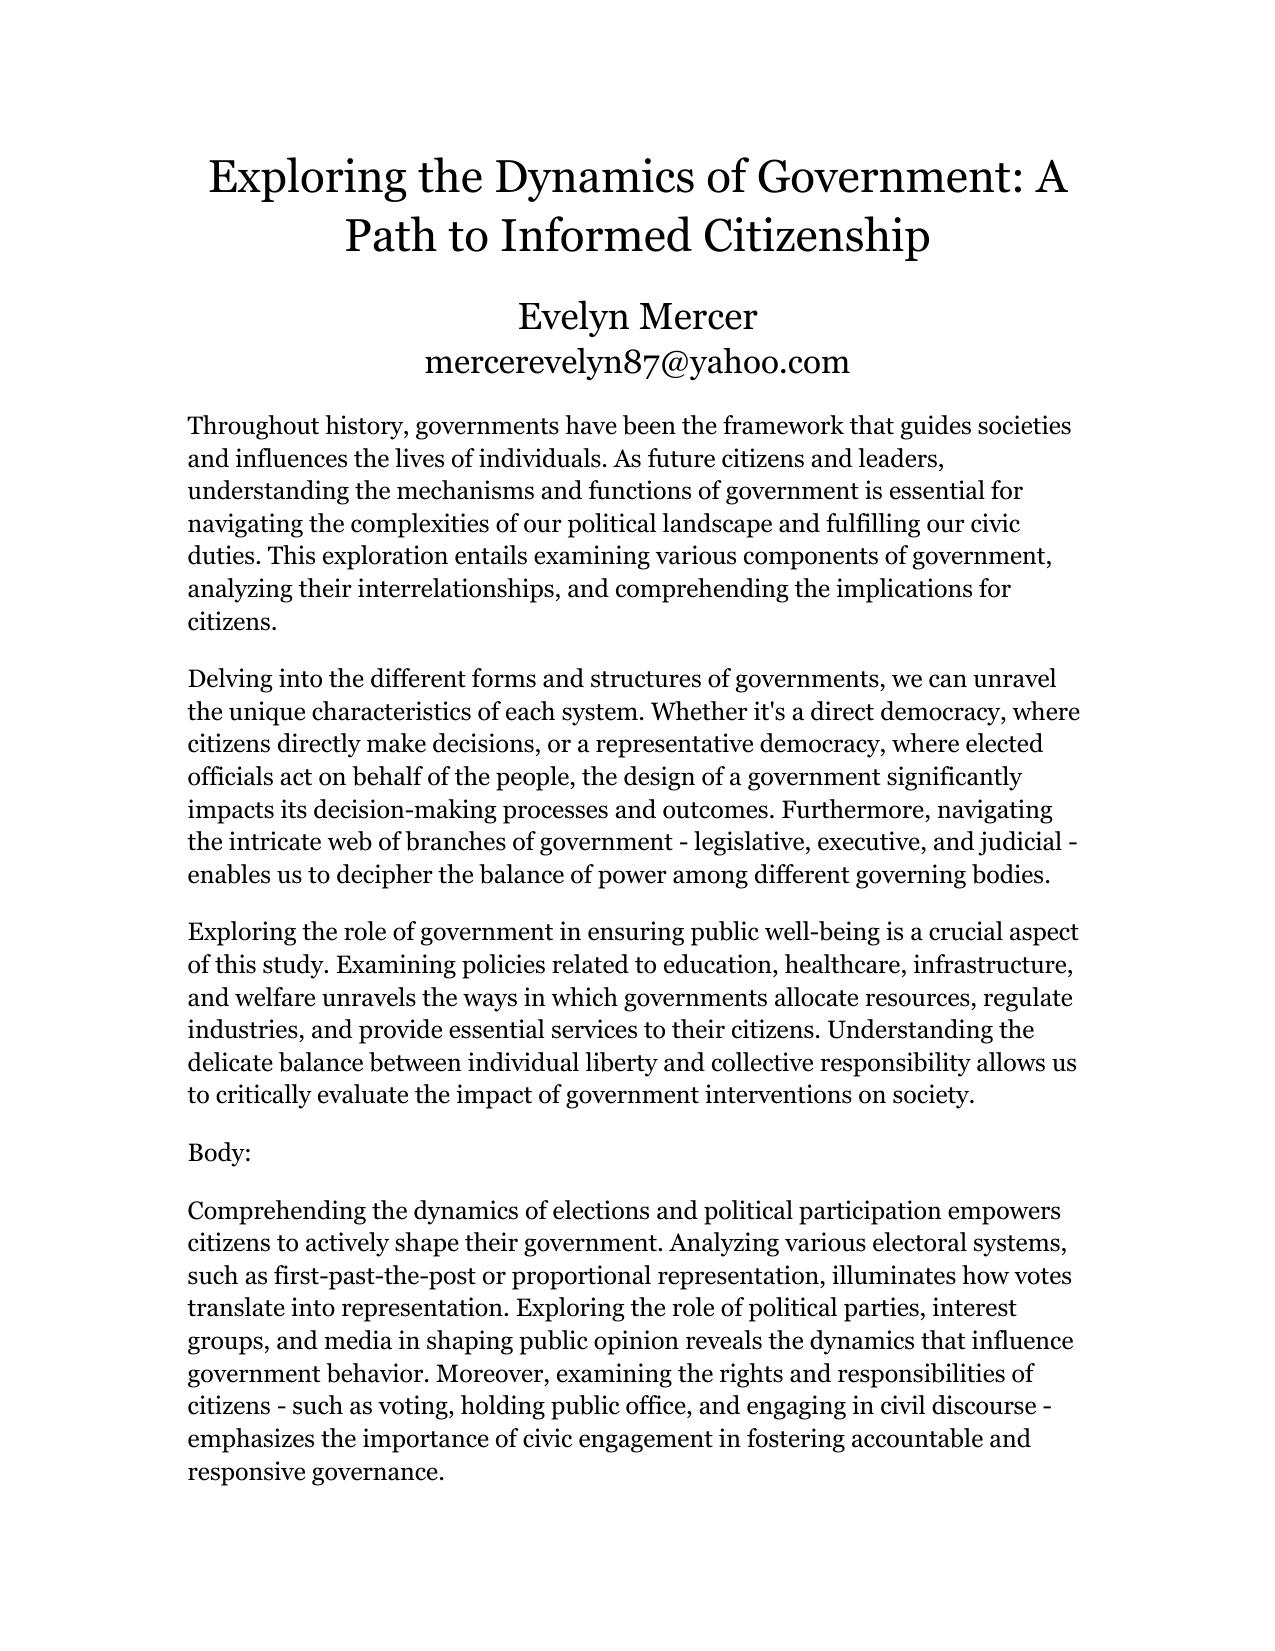 Exploring the Dynamics of Government: A
Path to Informed Citizenship
Evelyn Mercer
mercerevelyn87@yahoo.com
Throughout history, governments have been the framework that guides societies
and influences the lives of individuals. As future citizens and leaders,
understanding the mechanisms and functions of government is essential for
navigating the complexities of our political landscape and fulfilling our civic
duties. This exploration entails examining various components of government,
analyzing their interrelationships, and comprehending the implications for
citizens.
Delving into the different forms and structures of governments, we can unravel
the unique characteristics of each system. Whether it's a direct democracy, where
citizens directly make decisions, or a representative democracy, where elected
officials act on behalf of the people, the design of a government significantly
impacts its decision-making processes and outcomes. Furthermore, navigating
the intricate web of branches of government - legislative, executive, and judicial -
enables us to decipher the balance of power among different governing bodies.
Exploring the role of government in ensuring public well-being is a crucial aspect
of this study. Examining policies related to education, healthcare, infrastructure,
and welfare unravels the ways in which governments allocate resources, regulate
industries, and provide essential services to their citizens. Understanding the
delicate balance between individual liberty and collective responsibility allows us
to critically evaluate the impact of government interventions on society.
Body:
Comprehending the dynamics of elections and political participation empowers
citizens to actively shape their government. Analyzing various electoral systems,
such as first-past-the-post or proportional representation, illuminates how votes
translate into representation. Exploring the role of political parties, interest
groups, and media in shaping public opinion reveals the dynamics that influence
government behavior. Moreover, examining the rights and responsibilities of
citizens - such as voting, holding public office, and engaging in civil discourse -
emphasizes the importance of civic engagement in fostering accountable and
responsive governance.